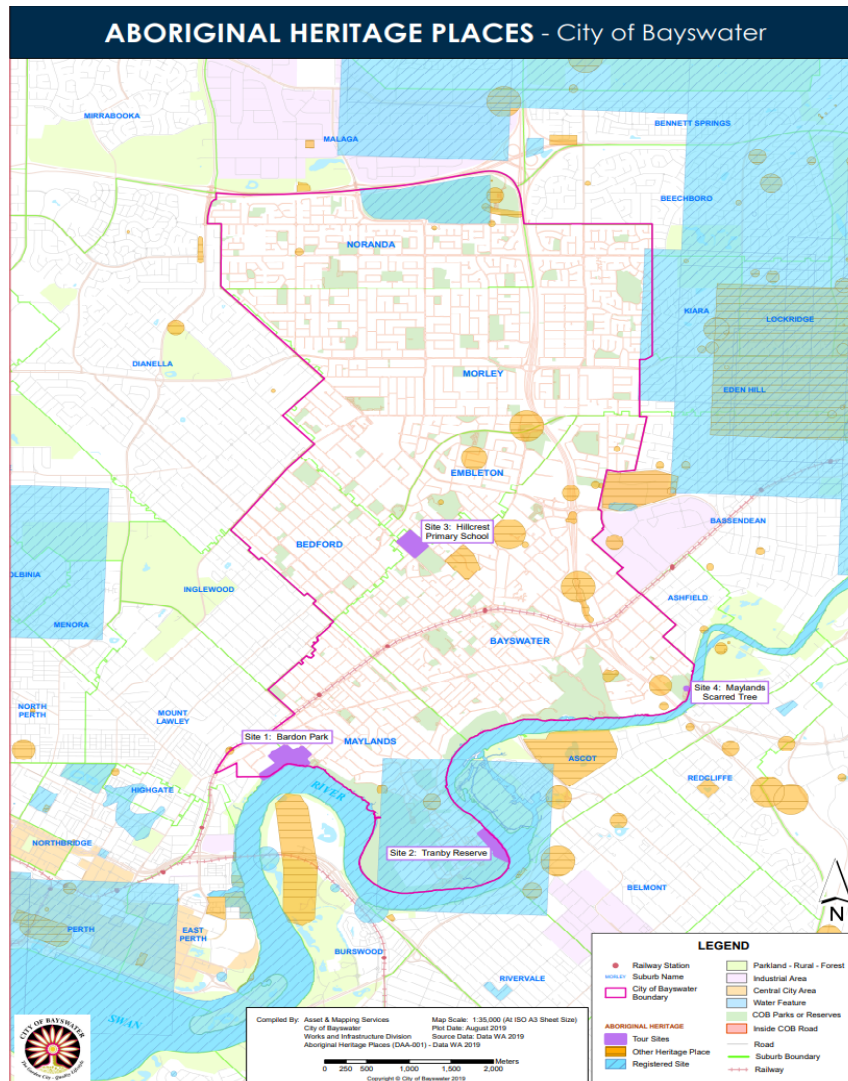 ABORIGINAL HERITAGE PLACES - City of Bayswater
MIRRABOOKA
MALAGA
BENNETT SPRINGS
BEECHBORO
NORANDA
KIARA
LOCKRIDGE
DIANELLA
MORLEY
EDEN HILL
EMBLETON
BASSENDEAN
Site 3: Hillcrest
Primary School
BEDFORD
OLBINIA
INGLEWOOD
ASHFIELD
MENORA
BAYSWATER
Site 4: Maylands
Scarred Tree
NORTH
PERTH
MOUNT
LAWLEY
Site 1: Bardon Park
MAYLANDS
ASCOT
REDCLIFFE
HIGHGATE
RIVER
NORTHBRIDGE
Site 2: Tranby Reserve
BELMONT
PERTH
EAST
PERTH
BURSWOOD
RIVERVALE
SWAN
N
LEGEND
Railway Station
MORLEY Suburb Name
City of Bayswater
Boundary
ABORIGINAL HERITAGE
Tour Sites
Other Heritage Place
Registered Site
Parkland - Rural - Forest
Industrial Area
Central City Area
Water Feature
COB Parks or Reserves
Inside COB Road
Road
Suburb Boundary
Railway
CITY OF BAYSWATER
The Garden City - Quality Lifestyle
Compiled By: Asset & Mapping Services
City of Bayswater
Works and Infrastructure Division
Aboriginal Heritage Places (DAA-001) - Data WA 2019
Map Scale: 1:35,000 (At ISO A3 Sheet Size)
Plot Date: August 2019
Source Data: Data WA 2019
Meters
0 250 500 1,000 1,500 2,000
Copyright © City of Bayswater 2019